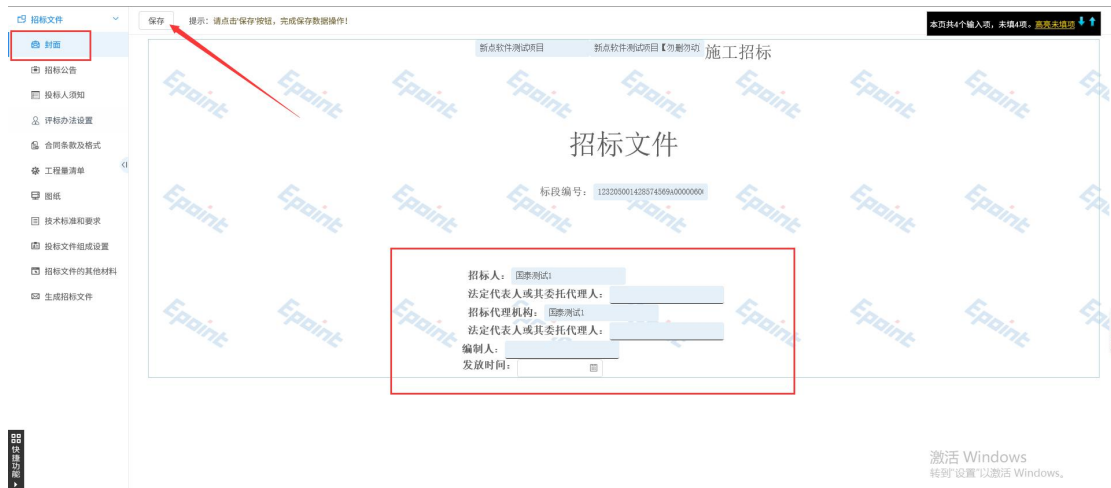 招标文件
封面
招标公告
投标人须知
评标办法设置
合同条款及格式
工程量清单
图纸
技术标准和要求
投标文件组成设置
招标文件的其他材料
生成招标文件
快捷功能
保存 提示：请点击‘保存’按钮，完成保存数据操作！
本页共4个输入项，未填4项。高亮未填项
新点软件测试项目 新点软件测试项目【勿删勿动 施工招标
招标文件
标段编号：
招标人：国泰测试1
法定代表人或其委托代理人：
招标代理机构：国泰测试1
法定代表人或其委托代理人：
编制人：
发放时间：
Epoint
激活 Windows
转到"设置"以激活 Windows。